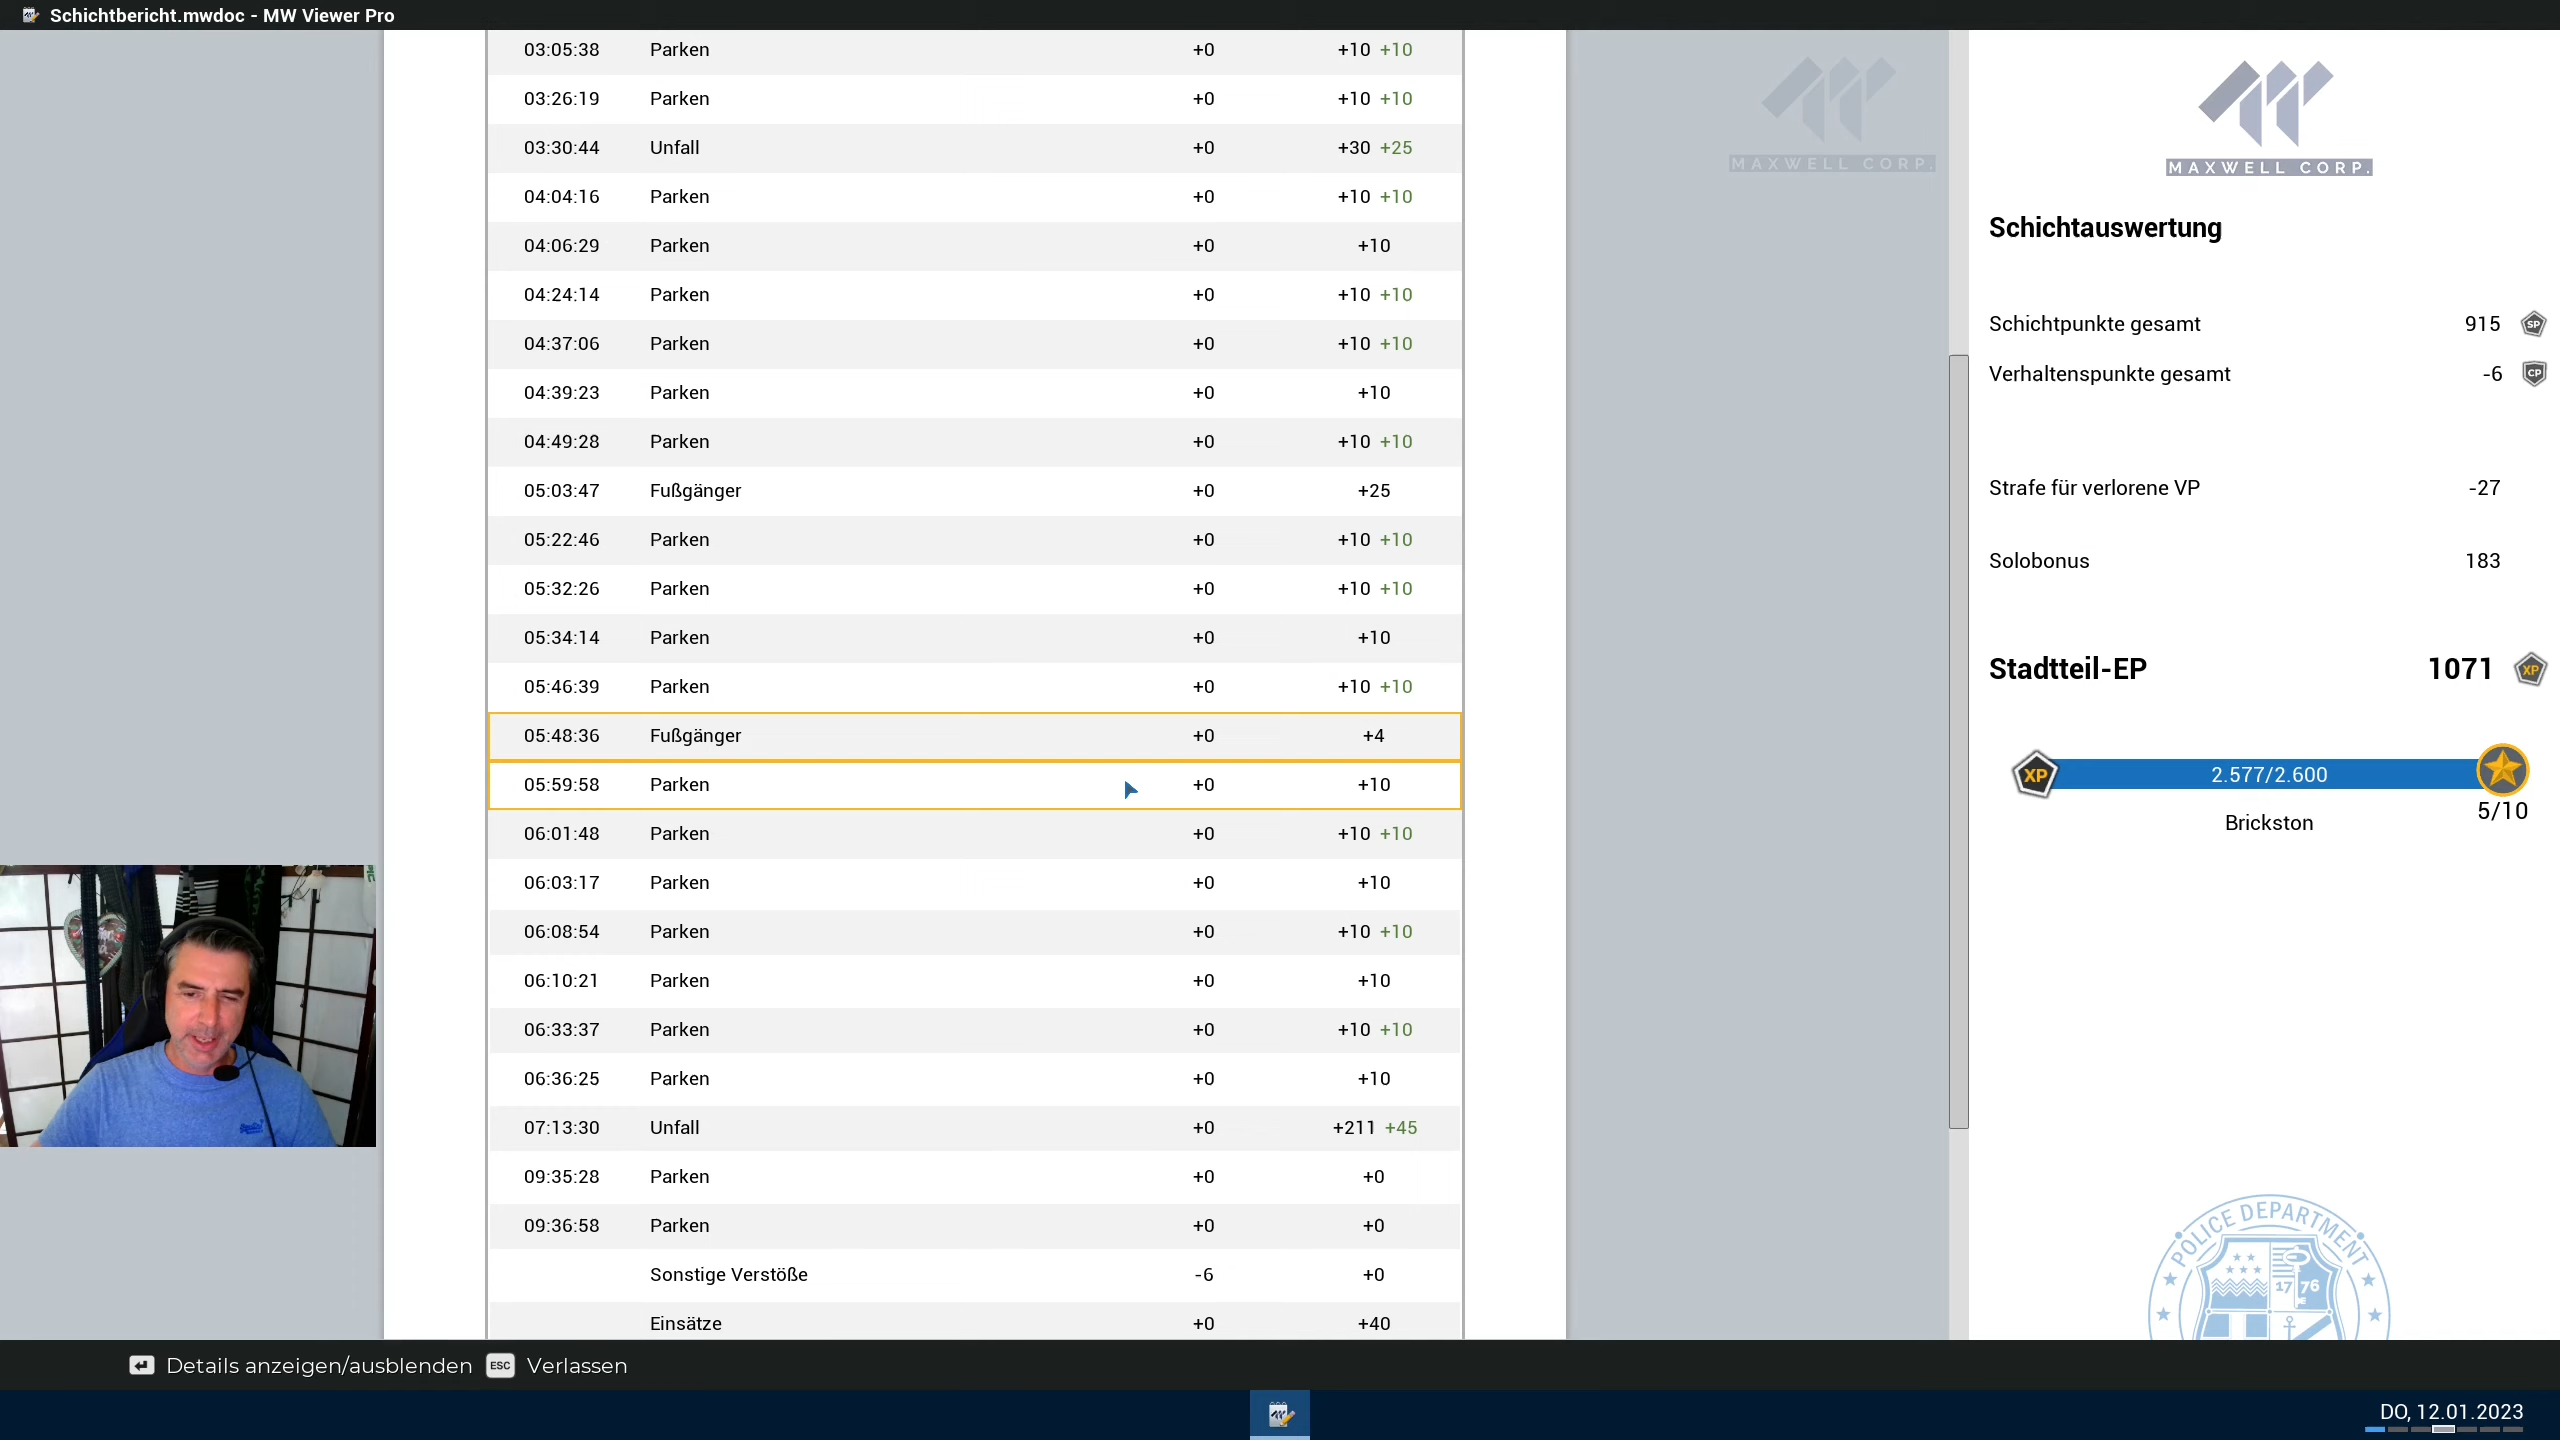 Schichtbericht.mwdoc - MW Viewer Pro
03:05:38 Parken +0 +10 +10
03:26:19 Parken +0 +10 +10
03:30:44 Unfall +0 +30 +25
04:04:16 Parken +0 +10 +10
04:06:29 Parken +0 +10
04:24:14 Parken +0 +10 +10
04:37:06 Parken +0 +10 +10
04:39:23 Parken +0 +10
04:49:28 Parken +0 +10 +10
05:03:47 Fußgänger +0 +25
05:22:46 Parken +0 +10 +10
05:32:26 Parken +0 +10 +10
05:34:14 Parken +0 +10
05:46:39 Parken +0 +10 +10
05:48:36 Fußgänger +0 +4
05:59:58 Parken +0 +10
06:01:48 Parken +0 +10 +10
06:03:17 Parken +0 +10
06:08:54 Parken +0 +10 +10
06:10:21 Parken +0 +10
06:33:37 Parken +0 +10 +10
06:36:25 Parken +0 +10
07:13:30 Unfall +0 +211 +45
09:35:28 Parken +0 +0
09:36:58 Parken +0 +0
Sonstige Verstöße -6 +0
Einsätze +0 +40
MAXWELL CORP.
MAXWELL CORP.
Schichtauswertung
Schichtpunkte gesamt 915 SP
Verhaltenspunkte gesamt -6 CP
Strafe für verlorene VP -27
Solobonus 183
Stadtteil-EP 1071 XP
XP 2.577/2.600
5/10
Brickston
POLICE DEPARTMENT
17 76
Details anzeigen/ausblenden ESC Verlassen
DO, 12.01.2023